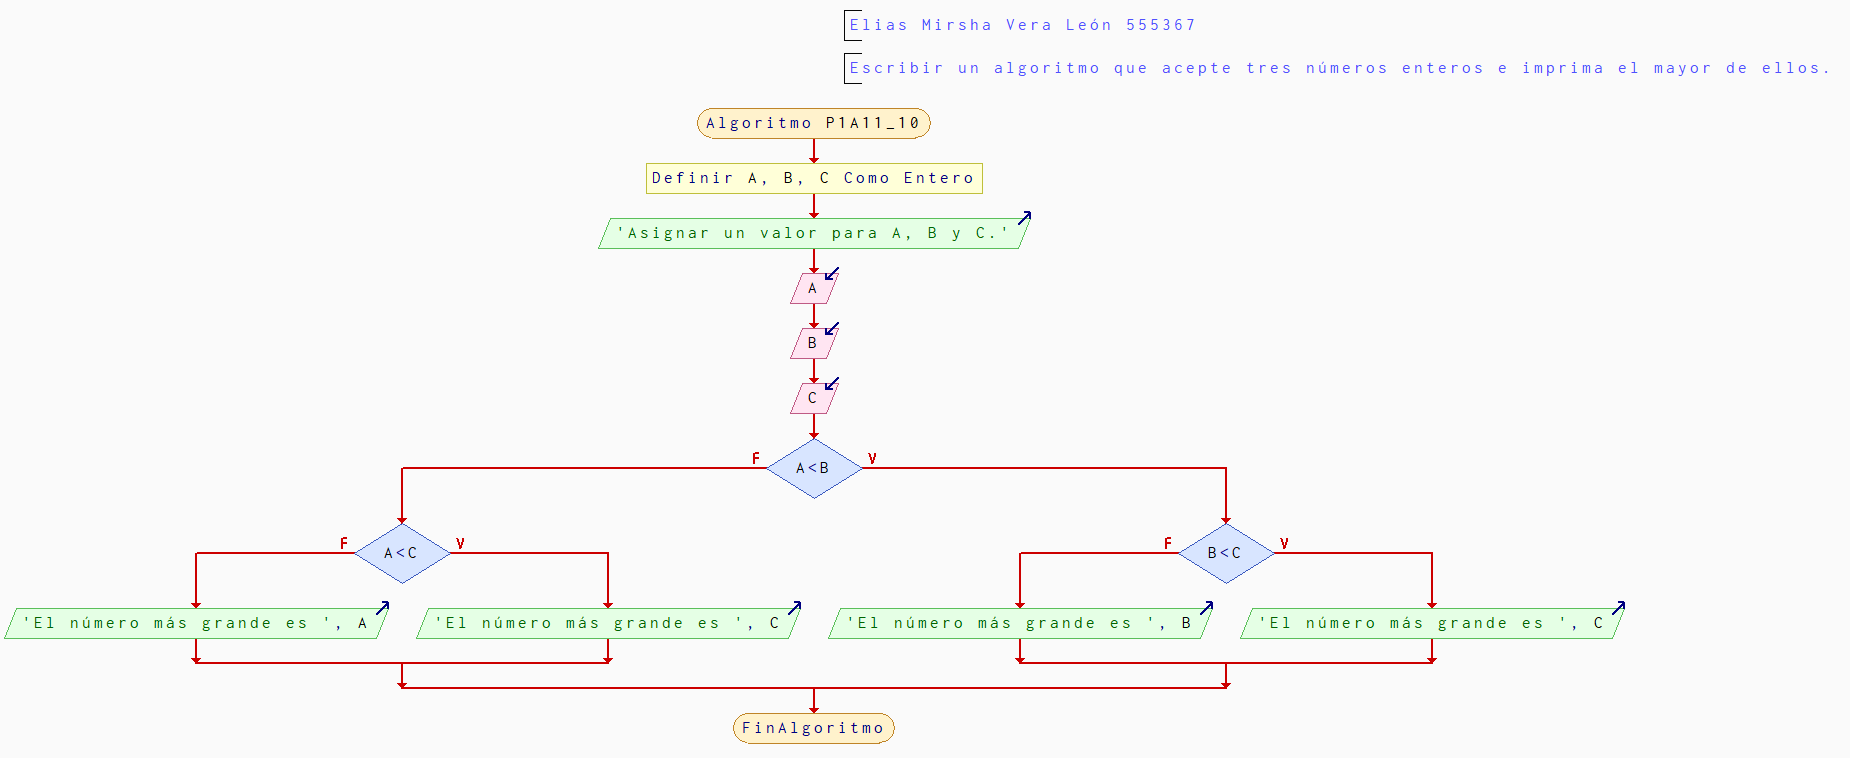 Elias Mirsha Vera León 555367
Escribir un algoritmo que acepte tres números enteros e imprima el mayor de ellos.
Algoritmo P1A11_10
Definir A, B, C Como Entero
'Asignar un valor para A, B y C.'
A
B
C
F A<B V
F A<C V
F B<C V
'El número más grande es ', A
'El número más grande es ', C
'El número más grande es ', B
'El número más grande es ', C
FinAlgoritmo